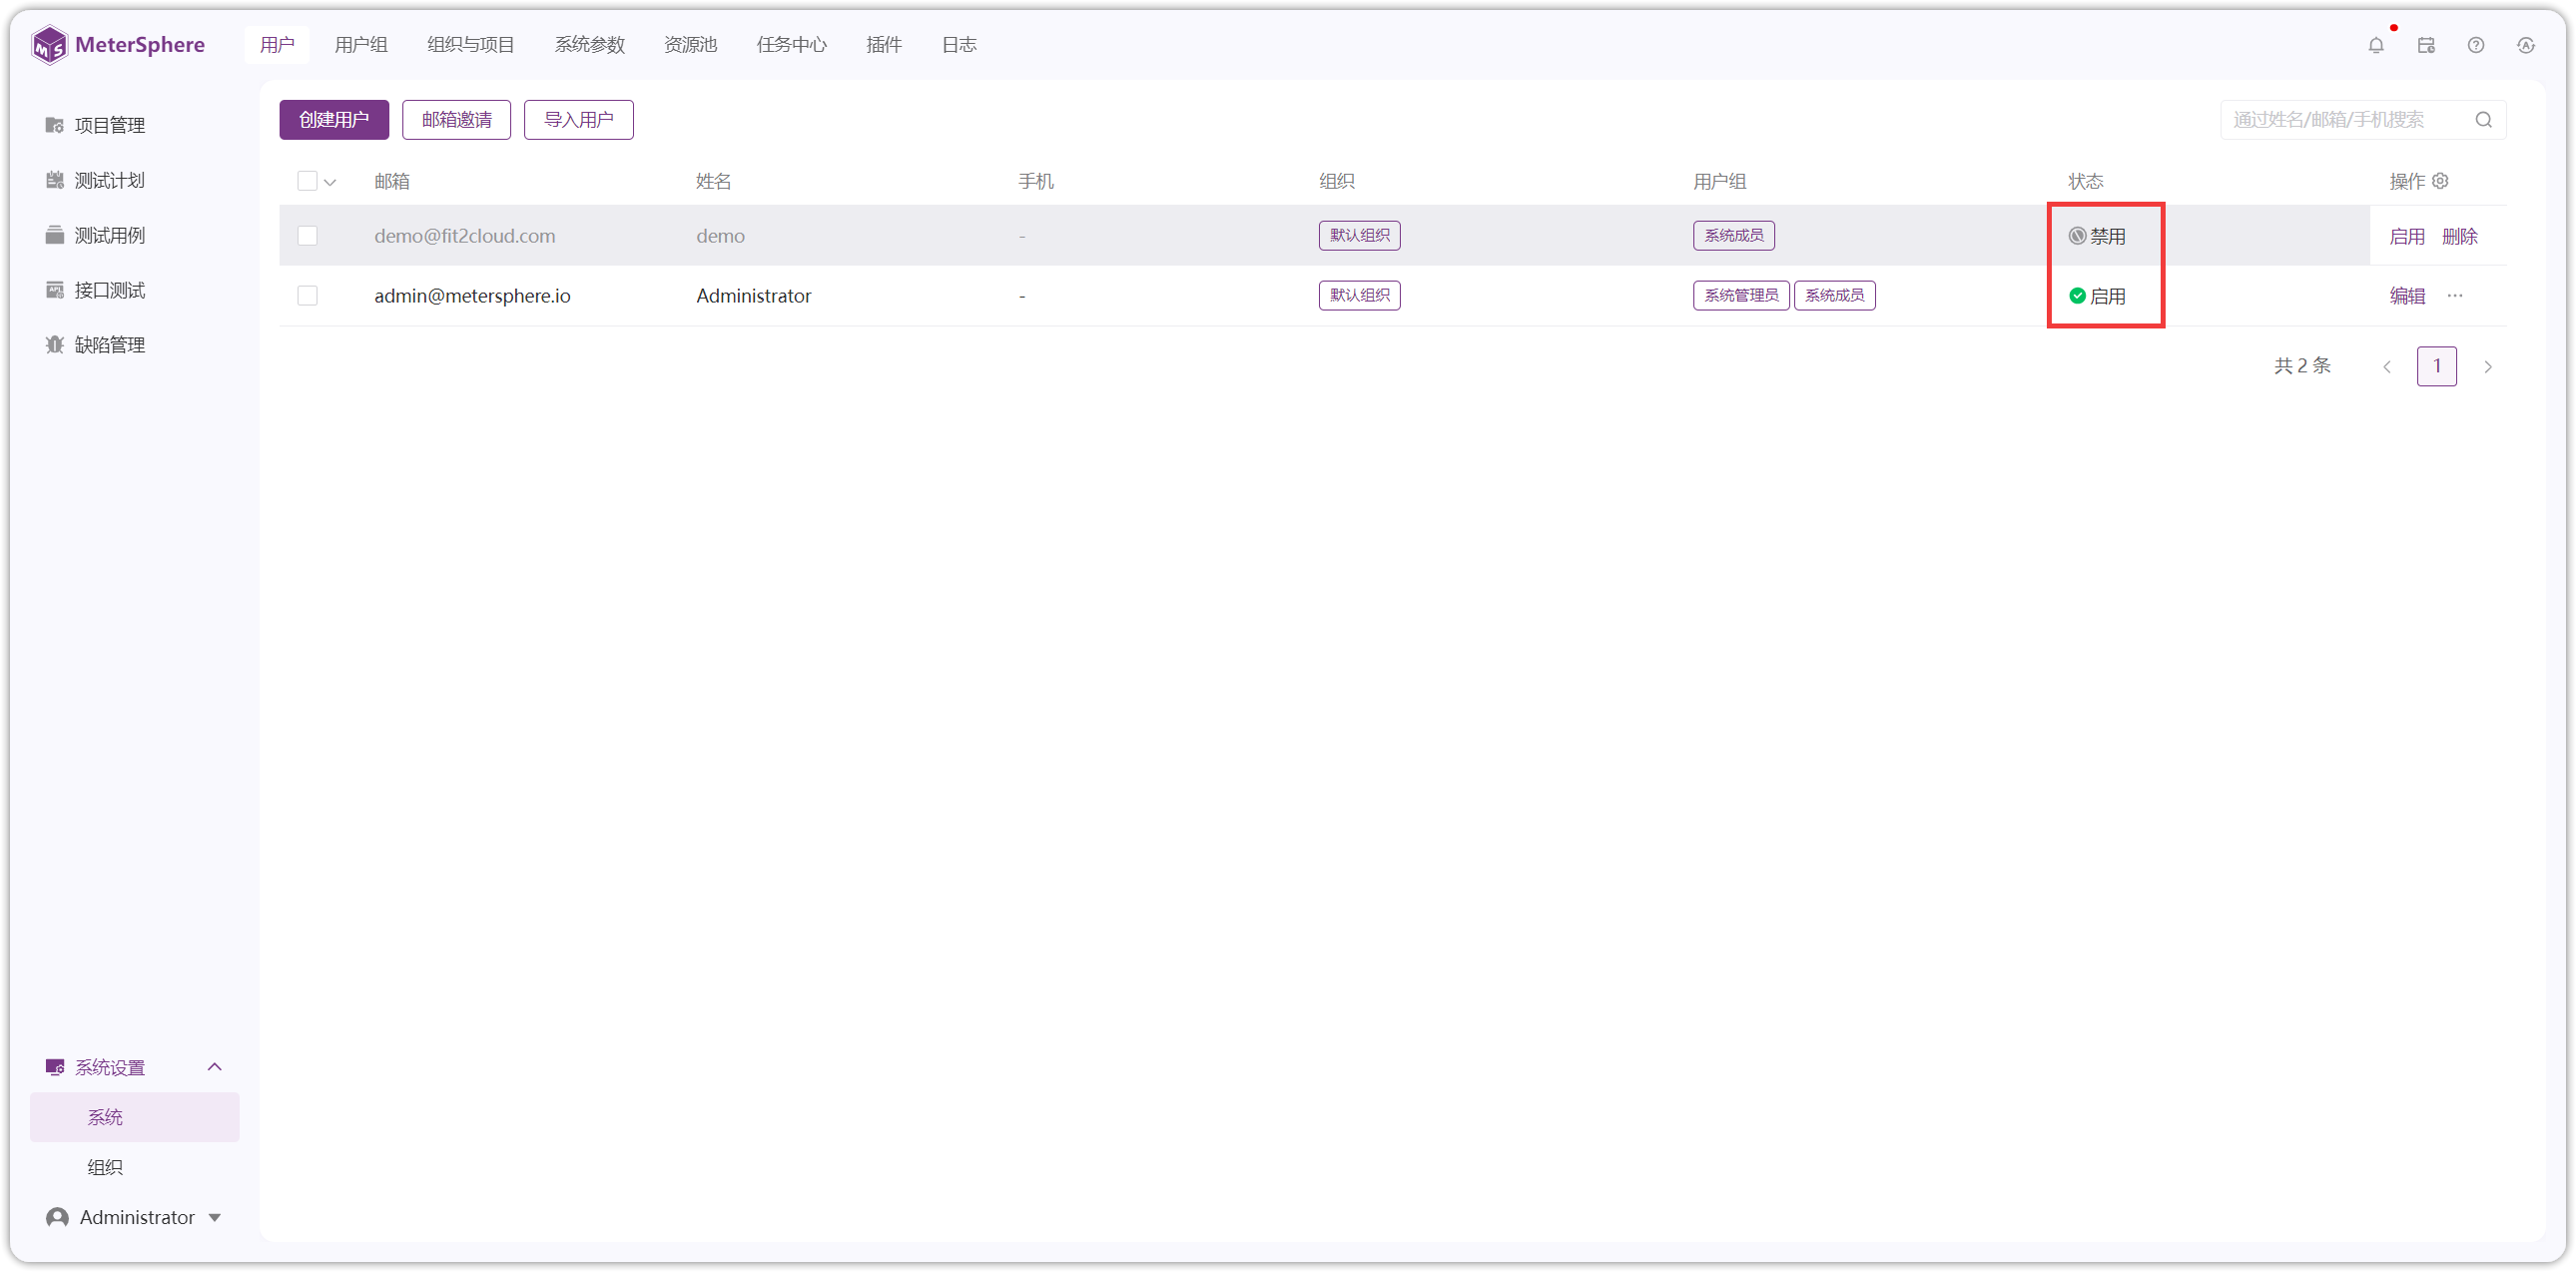 MeterSphere
用户 用户组 组织与项目 系统参数 资源池 任务中心 插件 日志
项目管理
测试计划
测试用例
接口测试
缺陷管理
创建用户 邮箱邀请 导入用户
通过姓名/邮箱/手机搜索
邮箱 姓名 手机 组织 用户组 状态 操作
demo@fit2cloud.com demo - 默认组织 系统成员 禁用 启用 删除
admin@metersphere.io Administrator - 默认组织 系统管理员 系统成员 启用 编辑 ···
共 2 条 1
系统设置
系统
组织
Administrator